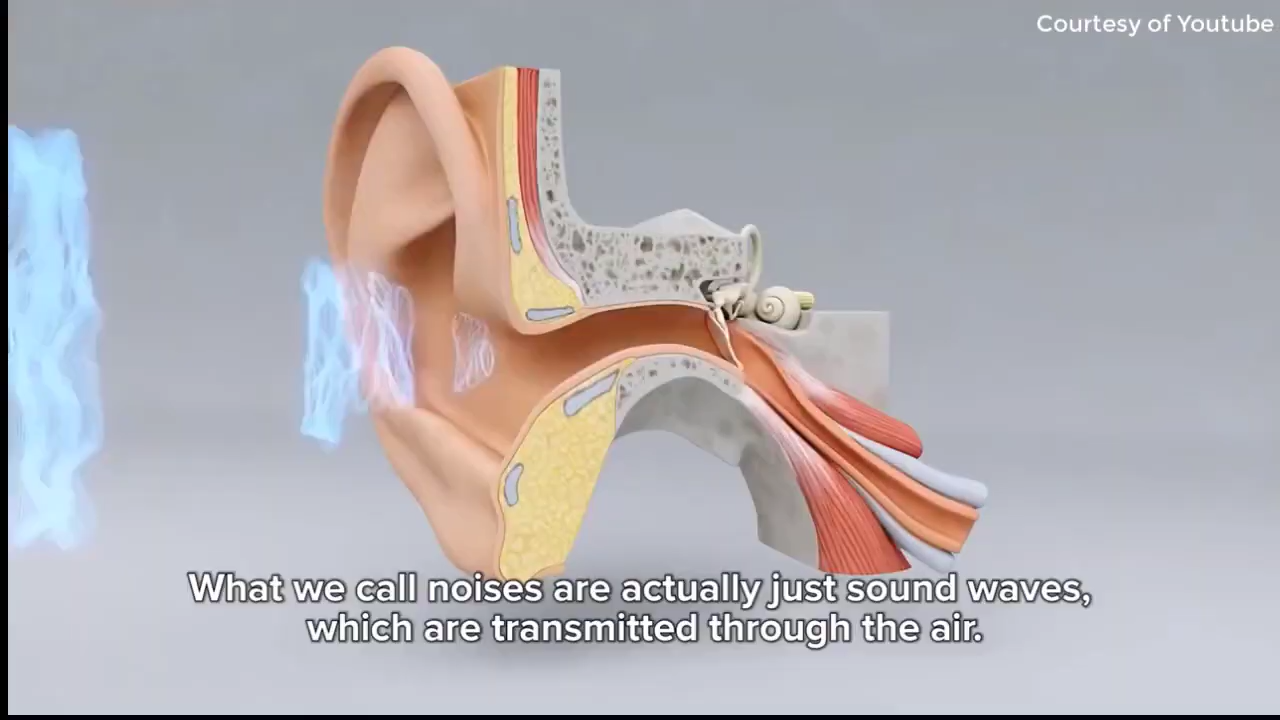 Courtesy of Youtube
What we call noises are actually just sound waves,
which are transmitted through the air.